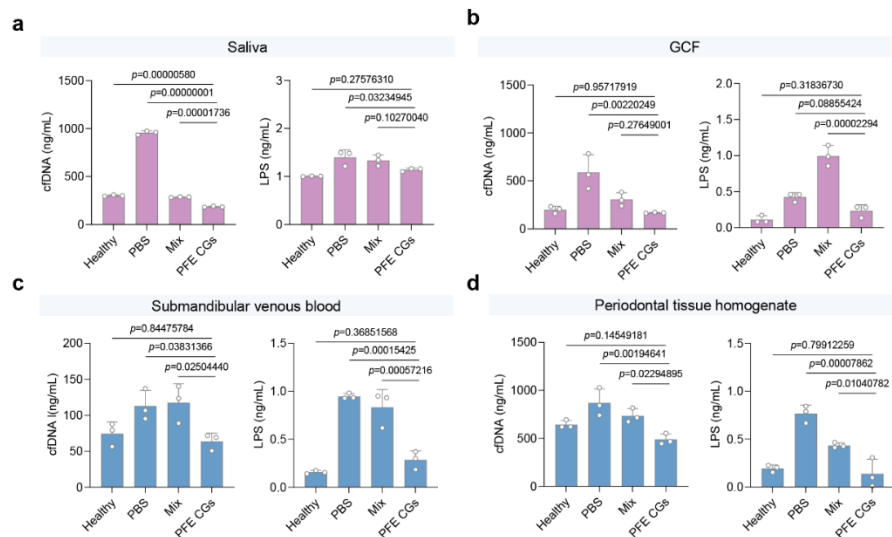 a
Saliva
p=0.00000580
p=0.00000001
p=0.00001736
cfDNA (ng/mL)
1500
1000
500
0
Healthy
PBS
Mix
PFE CGs
p=0.27576310
p=0.03234945
p=0.10270040
LPS (ng/mL)
3
2
1
0
Healthy
PBS
Mix
PFE CGs
b
GCF
p=0.95717919
p=0.00220249
p=0.27649001
cfDNA (ng/mL)
1500
1000
500
0
Healthy
PBS
Mix
PFE CGs
p=0.31836730
p=0.08855424
p=0.00002294
LPS (ng/mL)
2.0
1.5
1.0
0.5
0.0
Healthy
PBS
Mix
PFE CGs
c
Submandibular venous blood
p=0.84475784
p=0.03831366
p=0.02504440
cfDNA l(ng/mL)
200
150
100
50
0
Healthy
PBS
Mix
PFE CGs
p=0.36851568
p=0.00015425
p=0.00057216
LPS (ng/mL)
1.5
1.0
0.5
0.0
Healthy
PBS
Mix
PFE CGs
d
Periodontal tissue homogenate
p=0.14549181
p=0.00194641
p=0.02294895
cfDNA (ng/mL)
1500
1000
500
0
Healthy
PBS
Mix
PFE CGs
p=0.79912259
p=0.00007862
p=0.01040782
LPS (ng/mL)
1.5
1.0
0.5
0.0
Healthy
PBS
Mix
PFE CGs